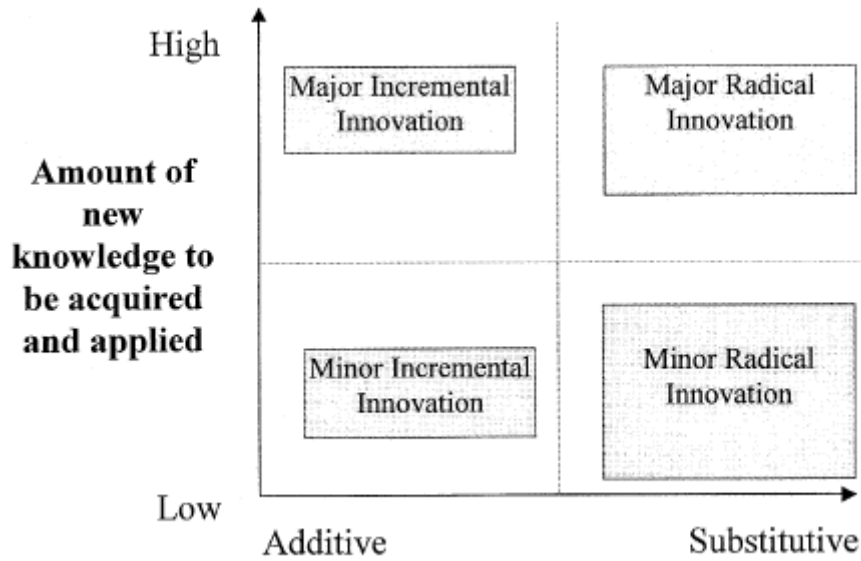 High
Major Incremental
Innovation
Major Radical
Innovation
Amount of
new
knowledge to
be acquired
and applied
Minor Incremental
Innovation
Minor Radical
Innovation
Low
Additive
Substitutive